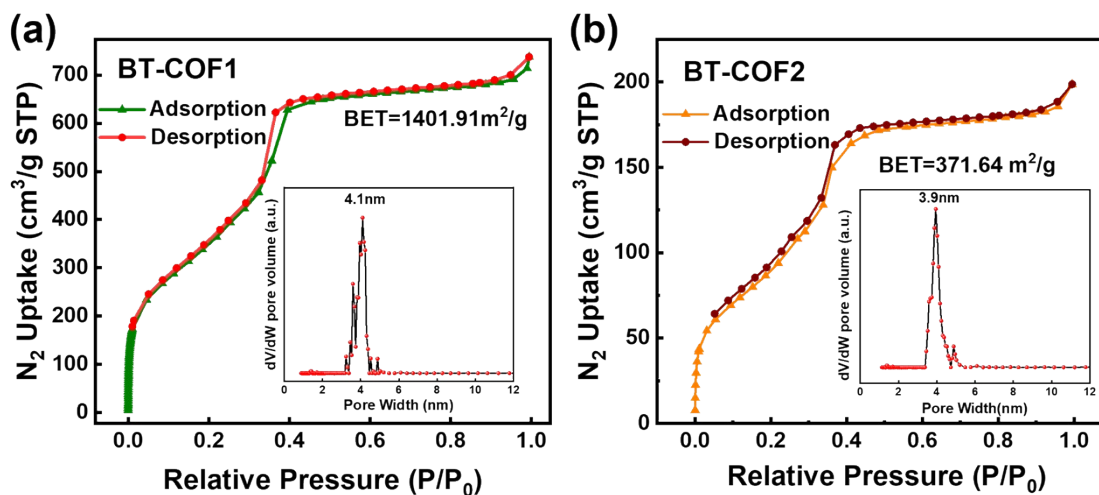 (a)
BT-COF1
Adsorption
Desorption
BET=1401.91m²/g
N₂ Uptake (cm³/g STP)
700
600
500
400
300
200
100
0
0.0 0.2 0.4 0.6 0.8 1.0
Relative Pressure (P/P₀)
4.1nm
dV/dW pore volume (a.u.)
0 2 4 6 8 10 12
Pore Width (nm)
(b)
BT-COF2
Adsorption
Desorption
BET=371.64 m²/g
N₂ Uptake (cm³/g STP)
200
150
100
50
0
0.0 0.2 0.4 0.6 0.8 1.0
Relative Pressure (P/P₀)
3.9nm
dV/dW pore volume (a.u.)
0 2 4 6 8 10 12
Pore Width(nm)